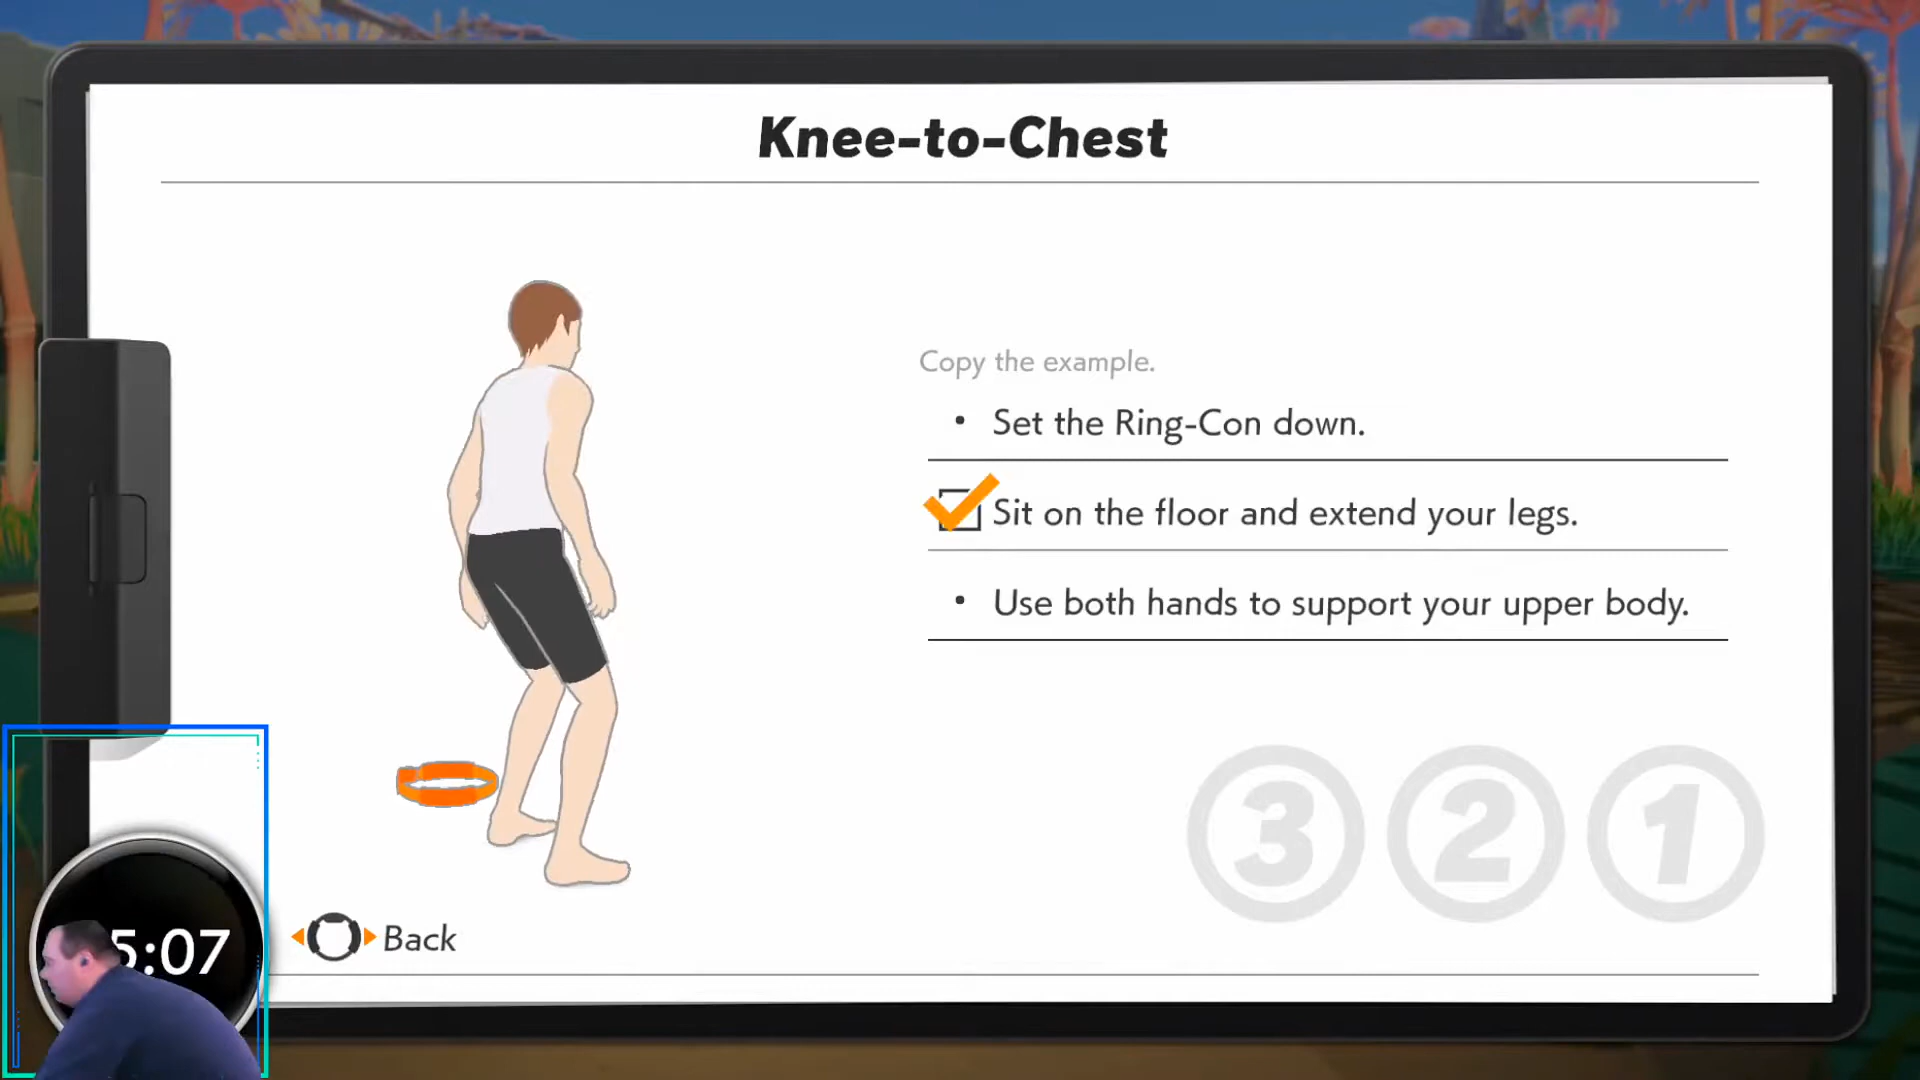 Knee-to-Chest
Copy the example.
• Set the Ring-Con down.
Sit on the floor and extend your legs.
• Use both hands to support your upper body.
3 2 1
5:07
Back